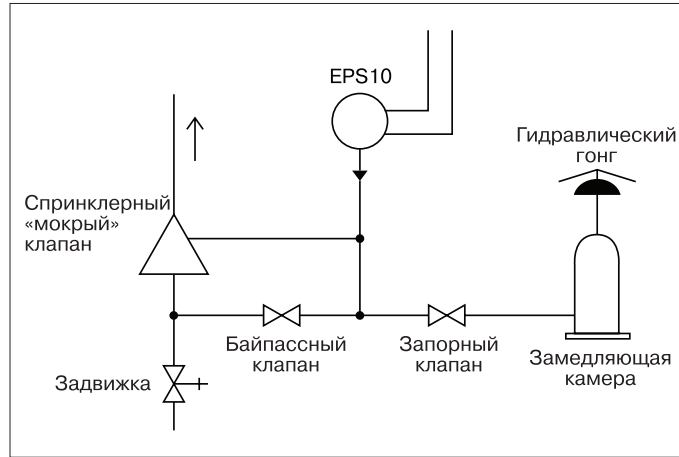 EPS10
Гидравлический
гонг
Спринклерный
«мокрый»
клапан
Байпассный
клапан
Запорный
клапан
Замедляющая
камера
Задвижка